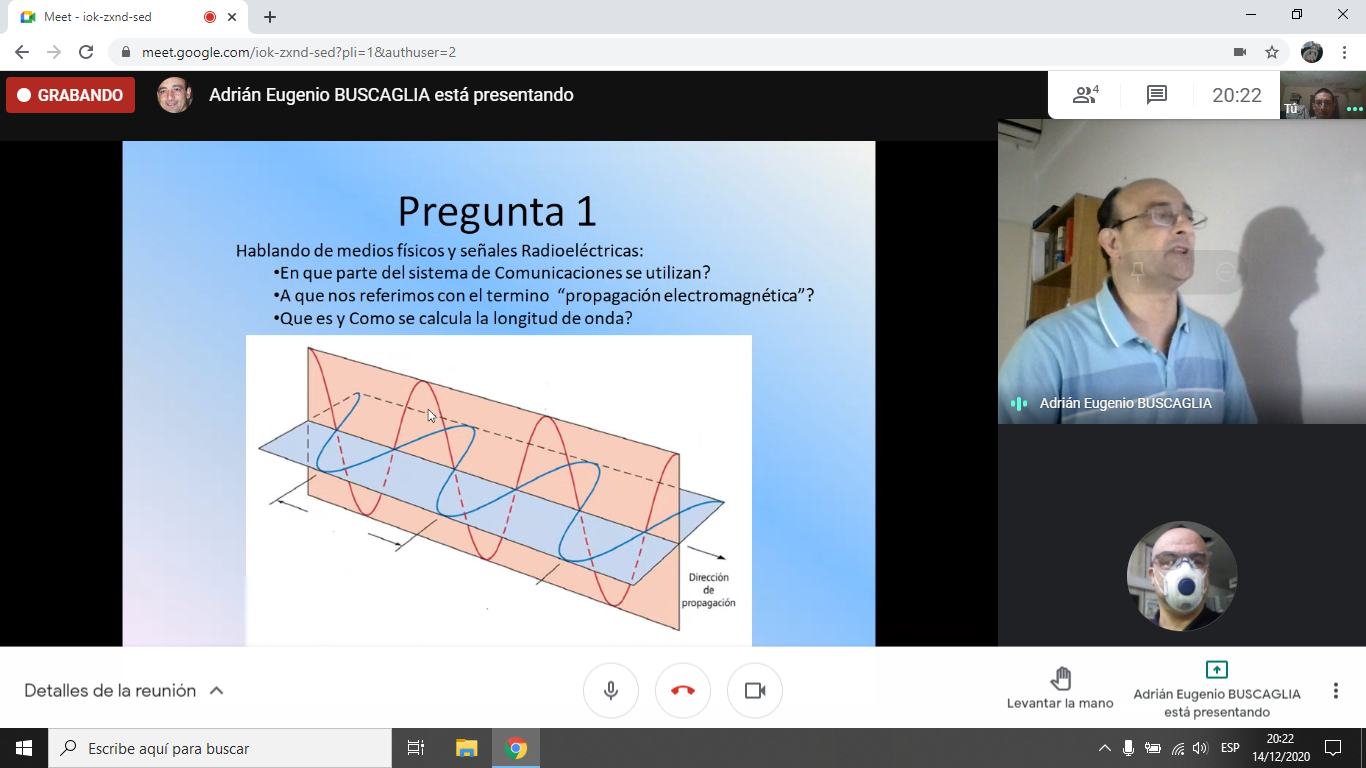 Meet - iok-zxnd-sed
meet.google.com/iok-zxnd-sed?pli=1&authuser=2
GRABANDO
Adrián Eugenio BUSCAGLIA está presentando
4
20:22
Tú
Pregunta 1
Hablando de medios físicos y señales Radioeléctricas:
•En que parte del sistema de Comunicaciones se utilizan?
•A que nos referimos con el termino “propagación electromagnética”?
•Que es y Como se calcula la longitud de onda?
Dirección
de
propagación
Adrián Eugenio BUSCAGLIA
Detalles de la reunión
Levantar la mano
Adrián Eugenio BUSCAGLIA
está presentando
Escribe aquí para buscar
ESP
20:22
14/12/2020